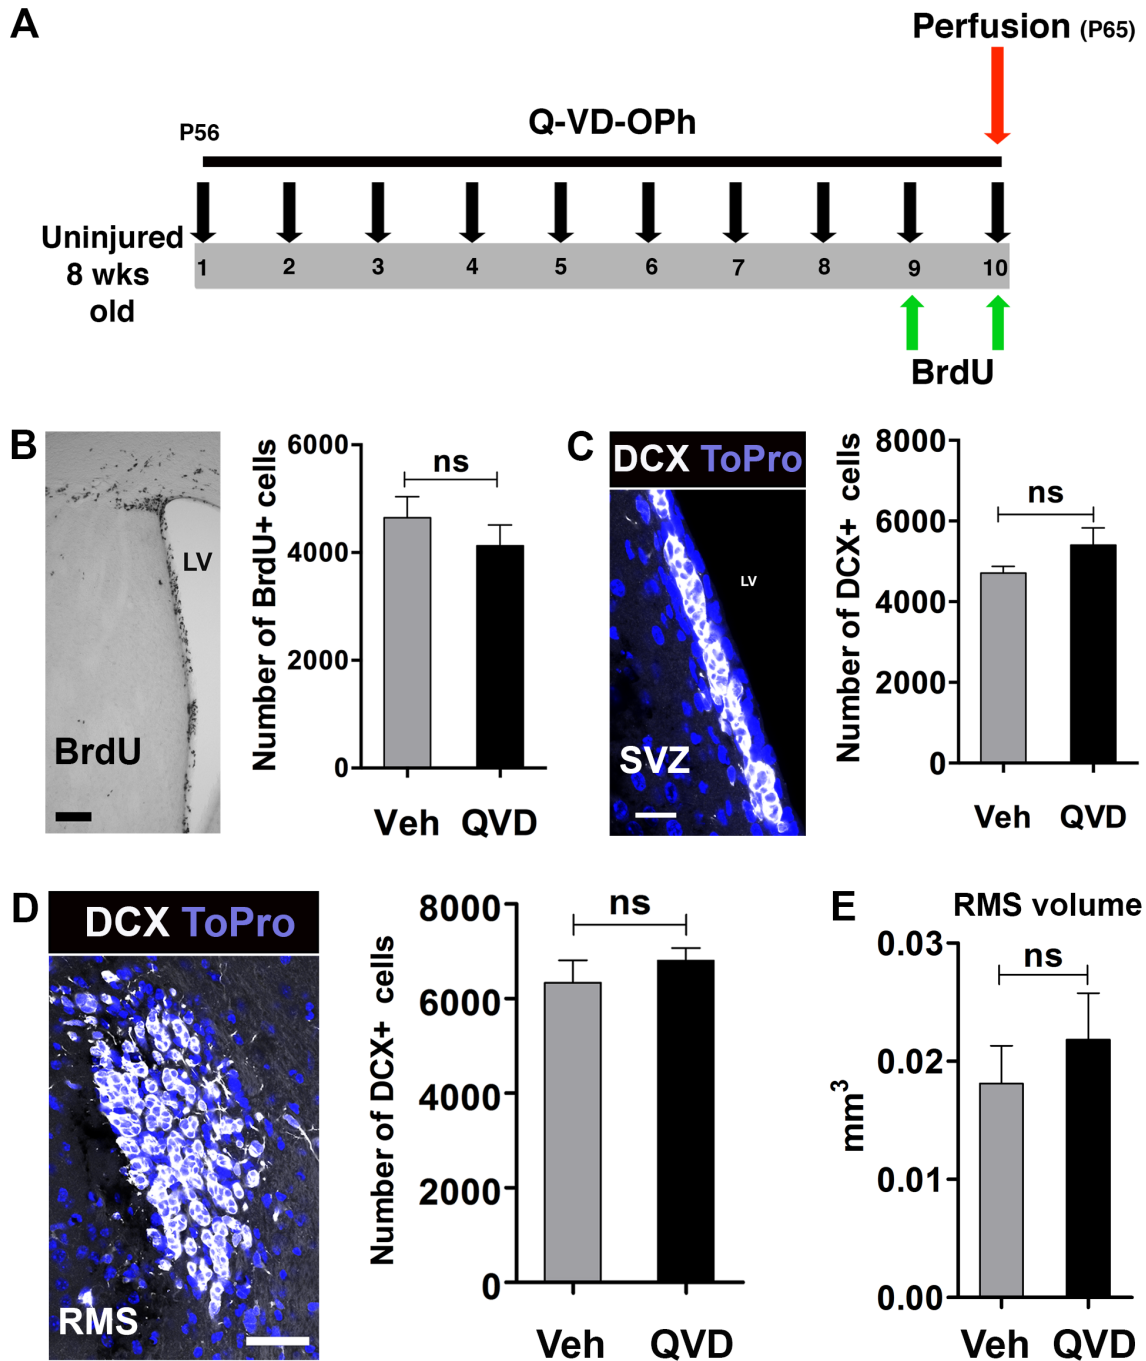 A
Perfusion (P65)
Q-VD-OPh
P56
Uninjured
8 wks
old
1 2 3 4 5 6 7 8 9 10
BrdU
B
LV
BrdU
Number of BrdU+ cells
6000
4000
2000
0
ns
Veh QVD
C
DCX ToPro
LV
SVZ
Number of DCX+ cells
8000
6000
4000
2000
0
ns
Veh QVD
D
DCX ToPro
RMS
Number of DCX+ cells
8000
6000
4000
2000
0
ns
Veh QVD
E
RMS volume
mm³
0.03
0.02
0.01
0.00
ns
Veh QVD